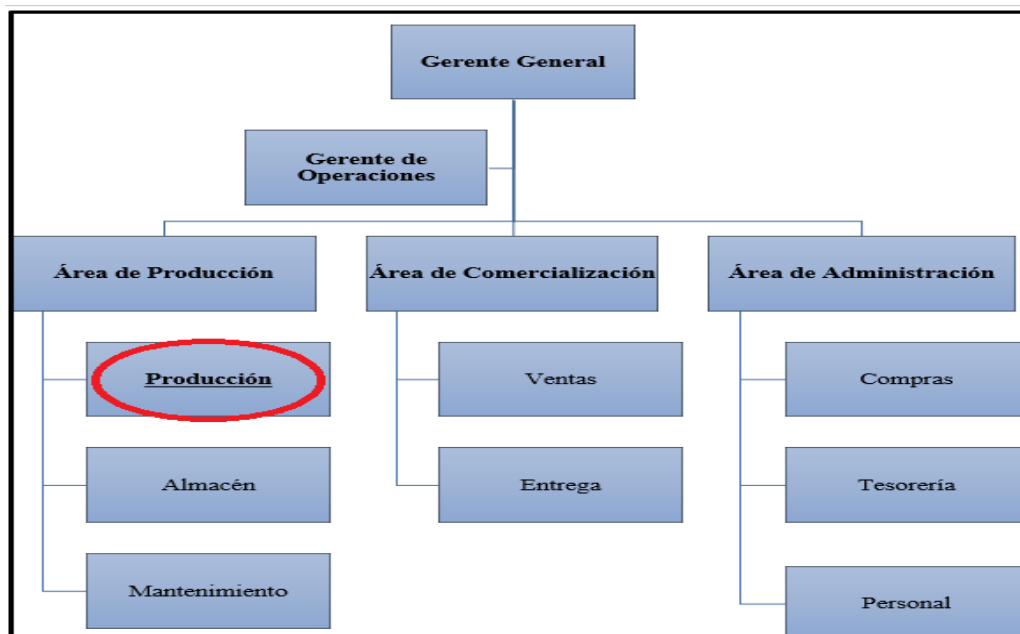 Gerente General
Gerente de
Operaciones
Área de Producción
Área de Comercialización
Área de Administración
Producción
Ventas
Compras
Almacén
Entrega
Tesorería
Mantenimiento
Personal